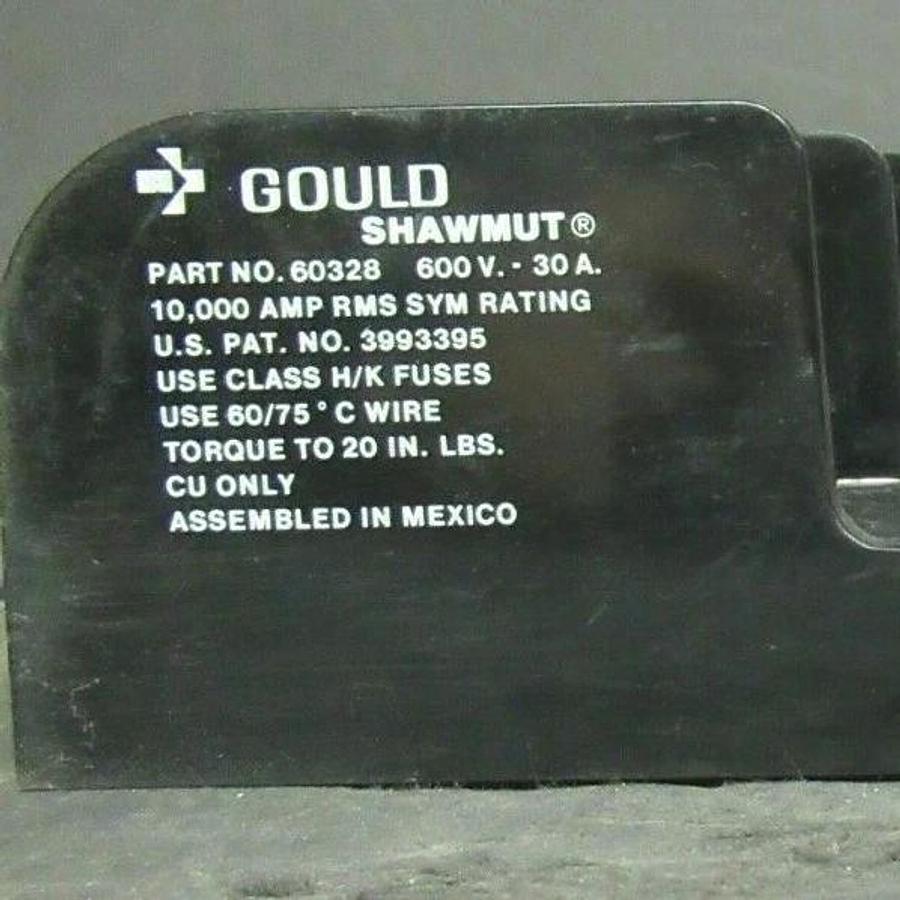 GOULD
SHAWMUT®
PART NO. 60328 600 V. - 30 A.
10,000 AMP RMS SYM RATING
U.S. PAT. NO. 3993395
USE CLASS H/K FUSES
USE 60/75°C WIRE
TORQUE TO 20 IN. LBS.
CU ONLY
ASSEMBLED IN MEXICO